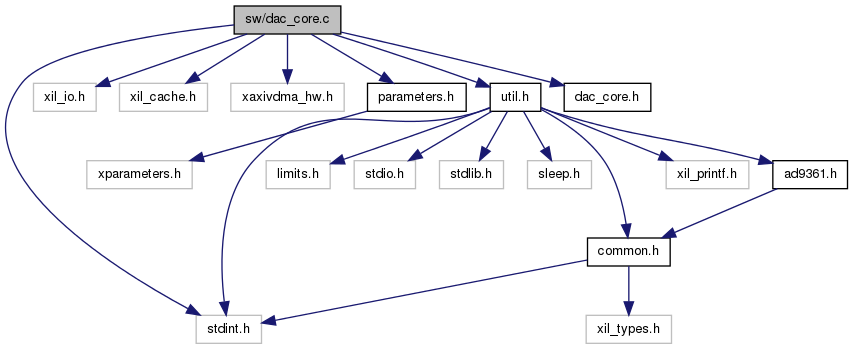 sw/dac_core.c
xil_io.h
xil_cache.h
xaxivdma_hw.h
parameters.h
util.h
dac_core.h
xparameters.h
limits.h
stdio.h
stdlib.h
sleep.h
xil_printf.h
ad9361.h
common.h
stdint.h
xil_types.h